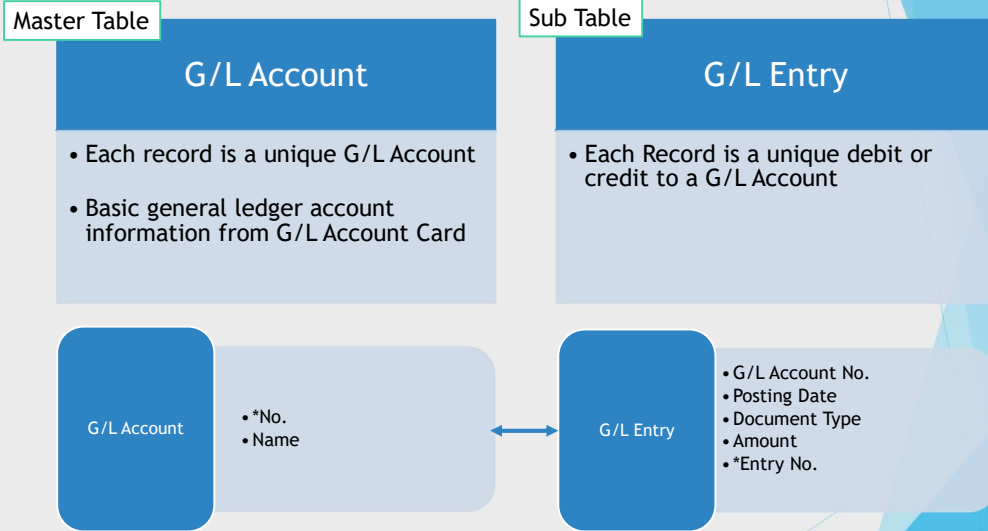 Master Table
Sub Table
G/L Account
• Each record is a unique G/L Account
• Basic general ledger account
information from G/L Account Card
G/L Entry
• Each Record is a unique debit or
credit to a G/L Account
G/L Account
• *No.
• Name
G/L Entry
• G/L Account No.
• Posting Date
• Document Type
• Amount
• *Entry No.